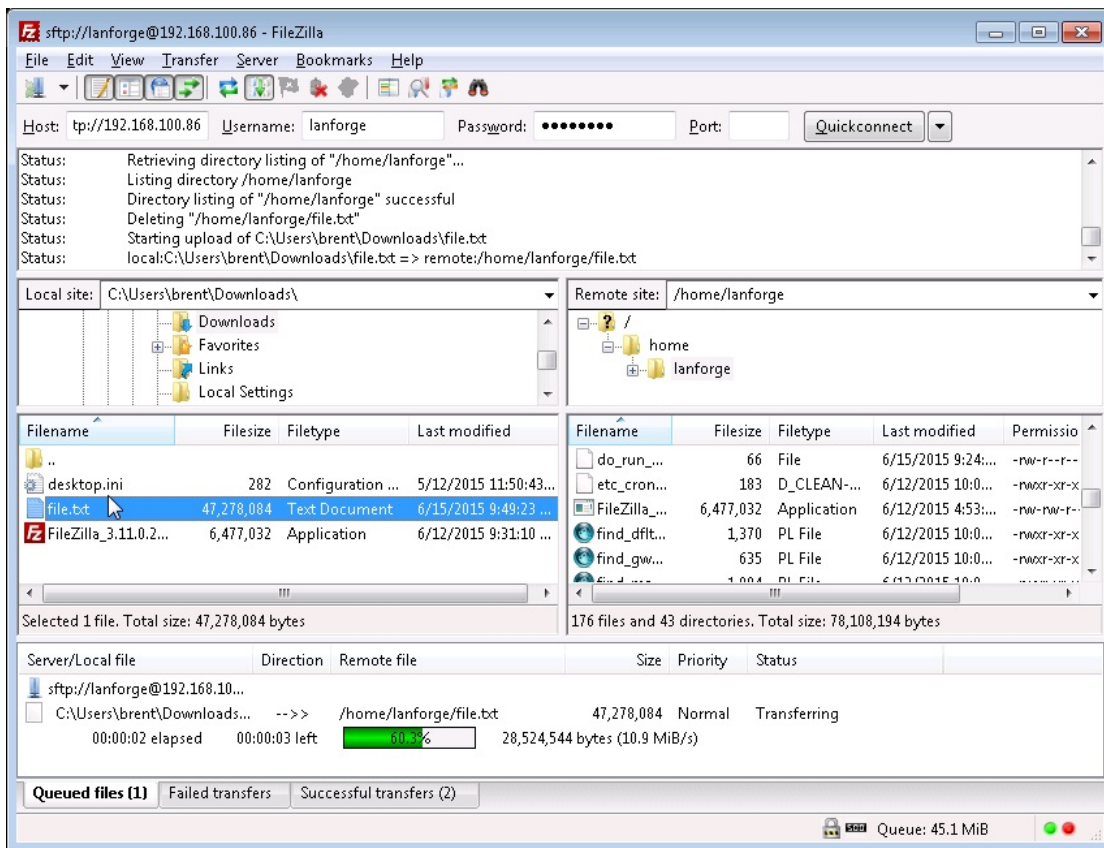 sftp://lanforge@192.168.100.86 - FileZilla
File Edit View Transfer Server Bookmarks Help
Host: tp://192.168.100.86 Username: lanforge Password: ●●●●●●●● Port: Quickconnect
Status: Retrieving directory listing of "/home/lanforge"...
Status: Listing directory /home/lanforge
Status: Directory listing of "/home/lanforge" successful
Status: Deleting "/home/lanforge/file.txt"
Status: Starting upload of C:\Users\brent\Downloads\file.txt
Status: local:C:\Users\brent\Downloads\file.txt => remote:/home/lanforge/file.txt
Local site: C:\Users\brent\Downloads\
Downloads
Favorites
Links
Local Settings
Remote site: /home/lanforge
/
home
lanforge
Filename Filesize Filetype Last modified
..
desktop.ini 282 Configuration ... 5/12/2015 11:50:43...
file.txt 47,278,084 Text Document 6/15/2015 9:49:23 ...
FileZilla_3.11.0.2... 6,477,032 Application 6/12/2015 9:31:10 ...
Selected 1 file. Total size: 47,278,084 bytes
Filename Filesize Filetype Last modified Permissio
do_run_... 66 File 6/15/2015 9:24:... -rw-r--r--
etc_cron... 183 D_CLEAN-... 6/12/2015 10:0... -rwxr-xr-x
FileZilla_... 6,477,032 Application 6/12/2015 4:53:... -rw-rw-r--
find_dflt... 1,370 PL File 6/12/2015 10:0... -rwxr-xr-x
find_gw... 635 PL File 6/12/2015 10:0... -rwxr-xr-x
176 files and 43 directories. Total size: 78,108,194 bytes
Server/Local file Direction Remote file Size Priority Status
sftp://lanforge@192.168.10...
C:\Users\brent\Downloads... -->> /home/lanforge/file.txt 47,278,084 Normal Transferring
00:00:02 elapsed 00:00:03 left 60.3% 28,524,544 bytes (10.9 MiB/s)
Queued files (1) Failed transfers Successful transfers (2)
Queue: 45.1 MiB